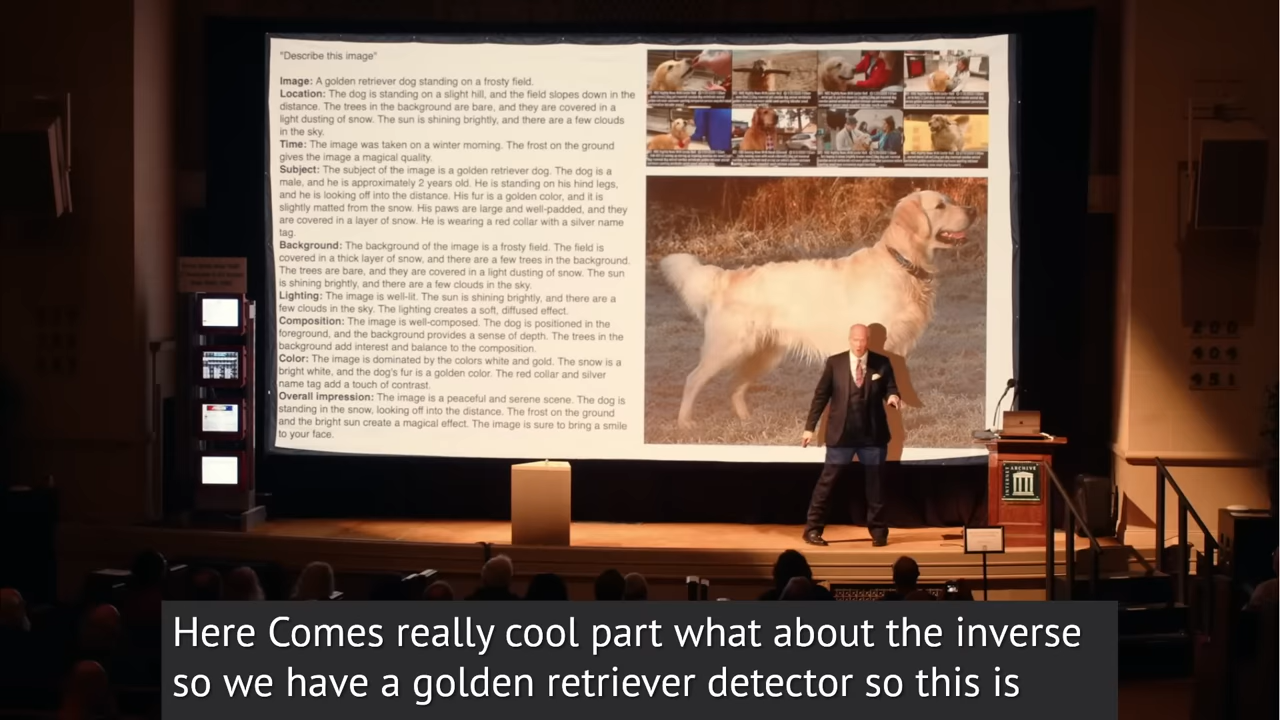 "Describe this image"
Image: A golden retriever dog standing on a frosty field.
Location: The dog is standing on a slight hill, and the field slopes down in the
distance. The trees in the background are bare, and they are covered in a
light dusting of snow. The sun is shining brightly, and there are a few clouds
in the sky.
Time: The image was taken on a winter morning. The frost on the ground
gives the image a magical quality.
Subject: The subject of the image is a golden retriever dog. The dog is a
male, and he is approximately 2 years old. He is standing on his hind legs,
and he is looking off into the distance. His fur is a golden color, and it is
slightly matted from the snow. His paws are large and well-padded, and they
are covered in a layer of snow. He is wearing a red collar with a silver name
tag.
Background: The background of the image is a frosty field. The field is
covered in a thick layer of snow, and there are a few trees in the background.
The trees are bare, and they are covered in a light dusting of snow. The sun
is shining brightly, and there are a few clouds in the sky.
Lighting: The image is well-lit. The sun is shining brightly, and there are a
few clouds in the sky. The lighting creates a soft, diffused effect.
Composition: The image is well-composed. The dog is positioned in the
foreground, and the background provides a sense of depth. The trees in the
background add interest and balance to the composition.
Color: The image is dominated by the colors white and gold. The snow is a
bright white, and the dog's fur is a golden color. The red collar and silver
name tag add a touch of contrast.
Overall impression: The image is a peaceful and serene scene. The dog is
standing in the snow, looking off into the distance. The frost on the ground
and the bright sun create a magical effect. The image is sure to bring a smile
to your face.
INTERNET ARCHIVE
Here Comes really cool part what about the inverse
so we have a golden retriever detector so this is